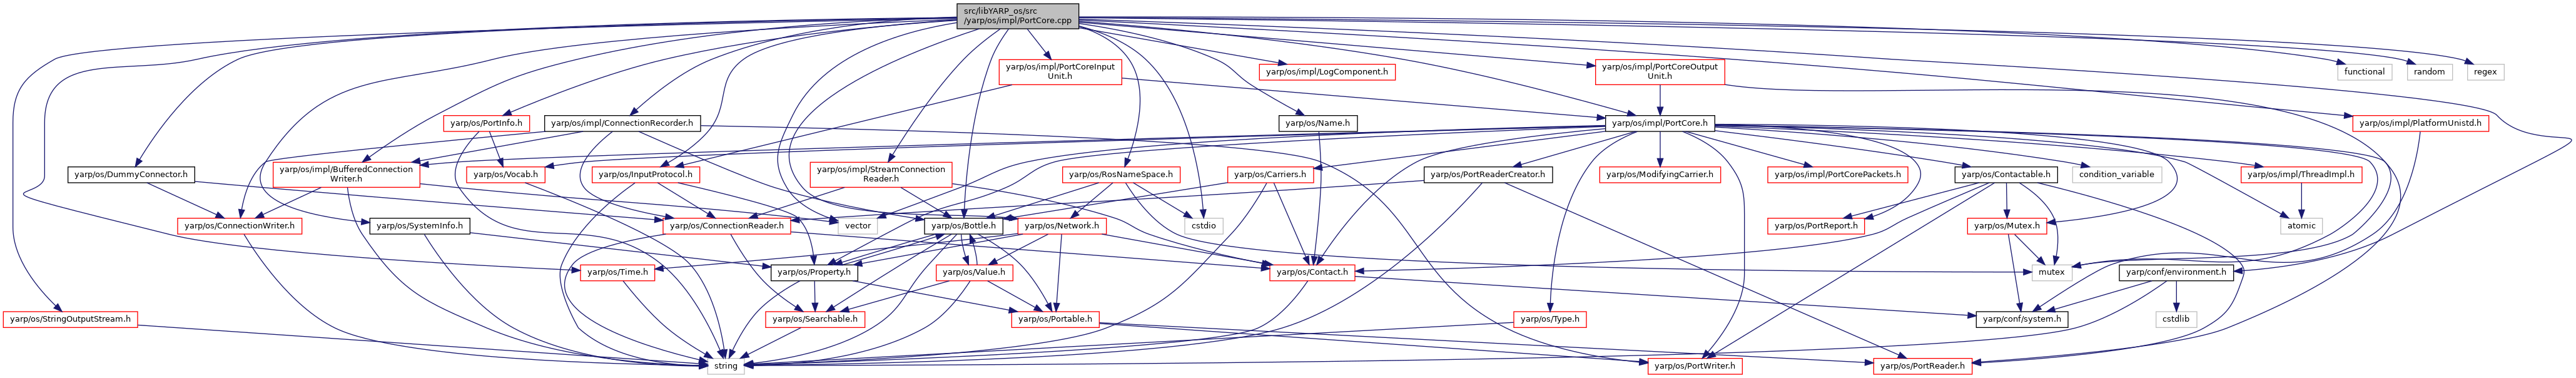 src/libYARP_os/src
/yarp/os/impl/PortCore.cpp
yarp/os/impl/PortCoreInput
Unit.h
yarp/os/impl/LogComponent.h
yarp/os/impl/PortCoreOutput
Unit.h
functional
random
regex
yarp/os/PortInfo.h
yarp/os/impl/ConnectionRecorder.h
yarp/os/Name.h
yarp/os/impl/PortCore.h
yarp/os/impl/PlatformUnistd.h
yarp/os/DummyConnector.h
yarp/os/impl/BufferedConnection
Writer.h
yarp/os/Vocab.h
yarp/os/InputProtocol.h
yarp/os/impl/StreamConnection
Reader.h
yarp/os/RosNameSpace.h
yarp/os/Carriers.h
yarp/os/PortReaderCreator.h
yarp/os/ModifyingCarrier.h
yarp/os/impl/PortCorePackets.h
yarp/os/Contactable.h
condition_variable
yarp/os/impl/ThreadImpl.h
yarp/os/ConnectionWriter.h
yarp/os/SystemInfo.h
yarp/os/ConnectionReader.h
vector
yarp/os/Bottle.h
yarp/os/Network.h
cstdio
yarp/os/PortReport.h
yarp/os/Mutex.h
atomic
yarp/os/Time.h
yarp/os/Property.h
yarp/os/Value.h
yarp/os/Contact.h
mutex
yarp/conf/environment.h
yarp/os/StringOutputStream.h
yarp/os/Searchable.h
yarp/os/Portable.h
yarp/os/Type.h
yarp/conf/system.h
cstdlib
string
yarp/os/PortWriter.h
yarp/os/PortReader.h